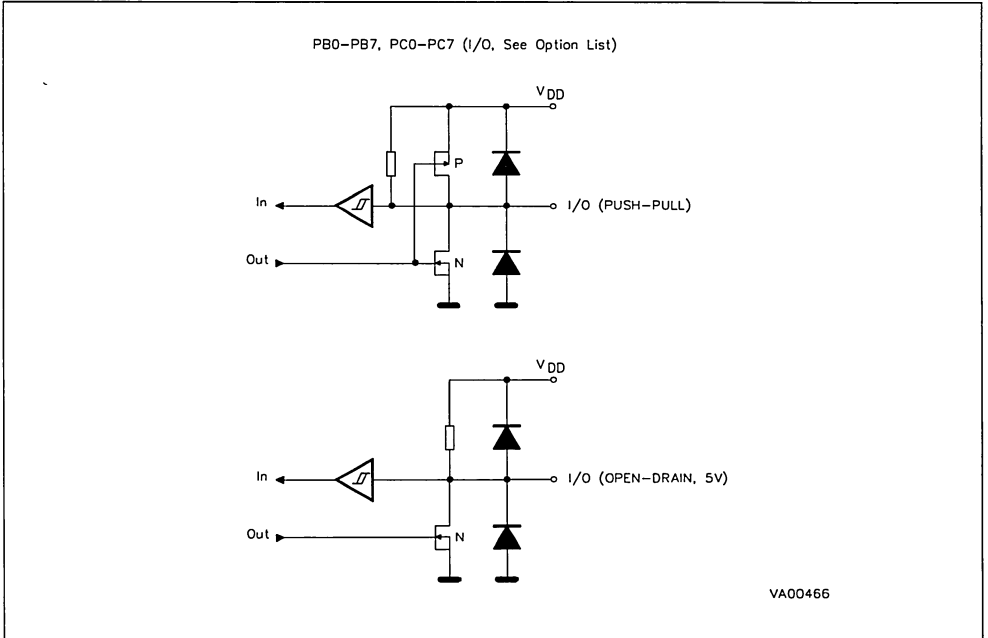 PB0-PB7, PC0-PC7 (I/O, See Option List)
VDD
P
In
I/O (PUSH-PULL)
Out
N
VDD
In
I/O (OPEN-DRAIN, 5V)
Out
N
VA00466